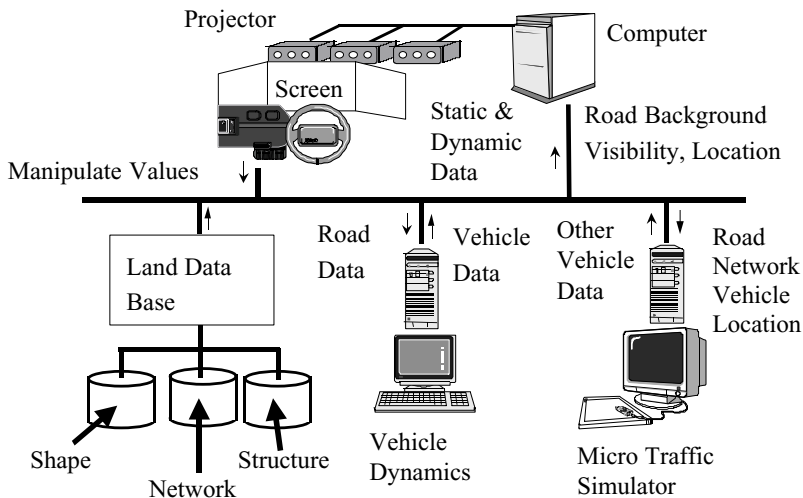 Projector
Computer
Screen
Static &
Dynamic
Data
Road Background
Visibility, Location
Manipulate Values
Land Data
Base
Road
Data
Vehicle
Data
Other
Vehicle
Data
Road
Network
Vehicle
Location
Shape
Network
Structure
Vehicle
Dynamics
Micro Traffic
Simulator